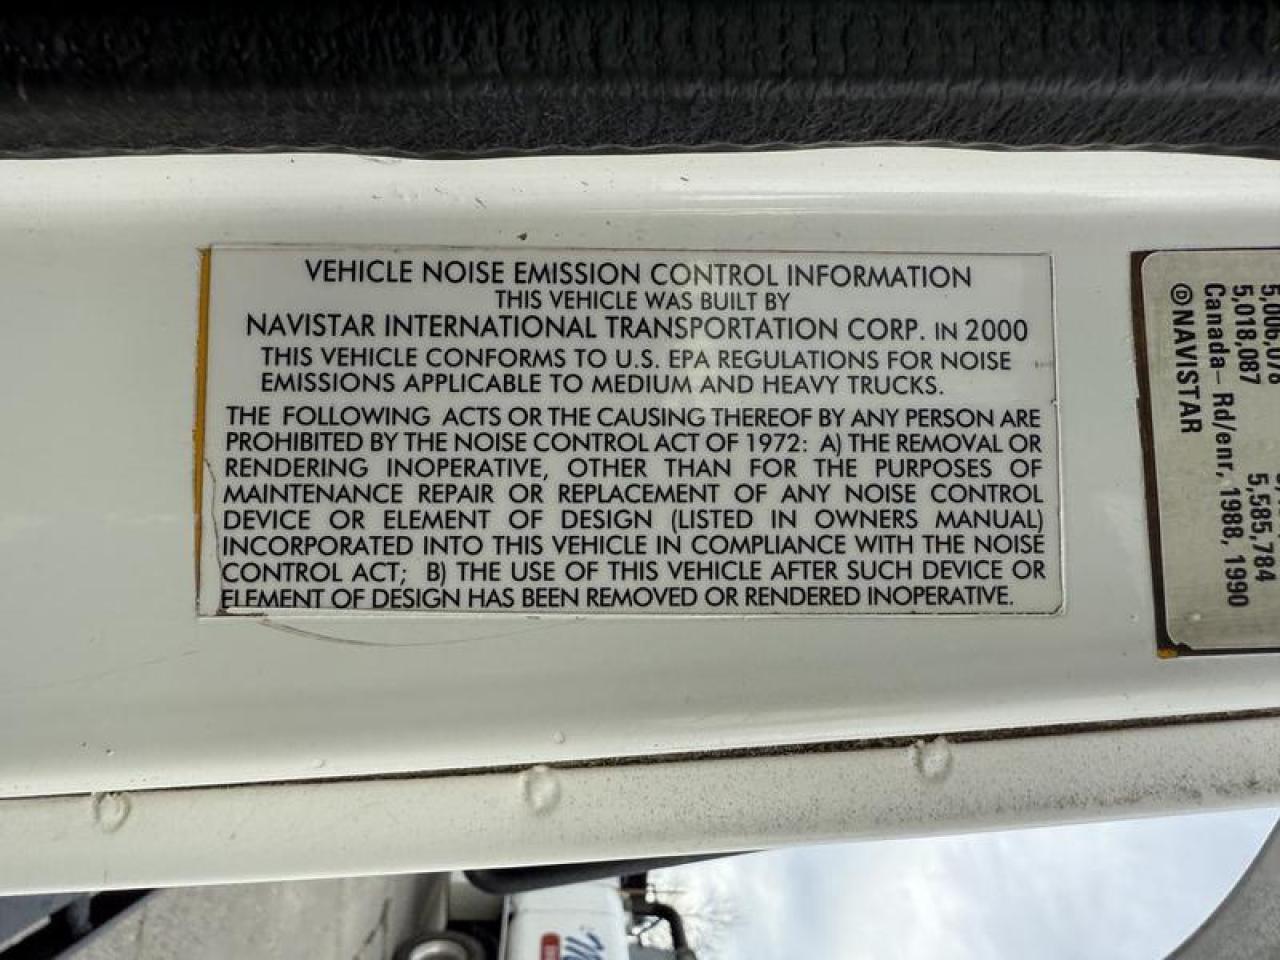 VEHICLE NOISE EMISSION CONTROL INFORMATION
THIS VEHICLE WAS BUILT BY
NAVISTAR INTERNATIONAL TRANSPORTATION CORP. IN 2000
THIS VEHICLE CONFORMS TO U.S. EPA REGULATIONS FOR NOISE
EMISSIONS APPLICABLE TO MEDIUM AND HEAVY TRUCKS.
THE FOLLOWING ACTS OR THE CAUSING THEREOF BY ANY PERSON ARE
PROHIBITED BY THE NOISE CONTROL ACT OF 1972: A) THE REMOVAL OR
RENDERING INOPERATIVE, OTHER THAN FOR THE PURPOSES OF
MAINTENANCE REPAIR OR REPLACEMENT OF ANY NOISE CONTROL
DEVICE OR ELEMENT OF DESIGN (LISTED IN OWNERS MANUAL)
INCORPORATED INTO THIS VEHICLE IN COMPLIANCE WITH THE NOISE
CONTROL ACT; B) THE USE OF THIS VEHICLE AFTER SUCH DEVICE OR
ELEMENT OF DESIGN HAS BEEN REMOVED OR RENDERED INOPERATIVE.
5,006,078
5,018,087 5,585,784
Canada-Rd/enr, 1988, 1990
©NAVISTAR